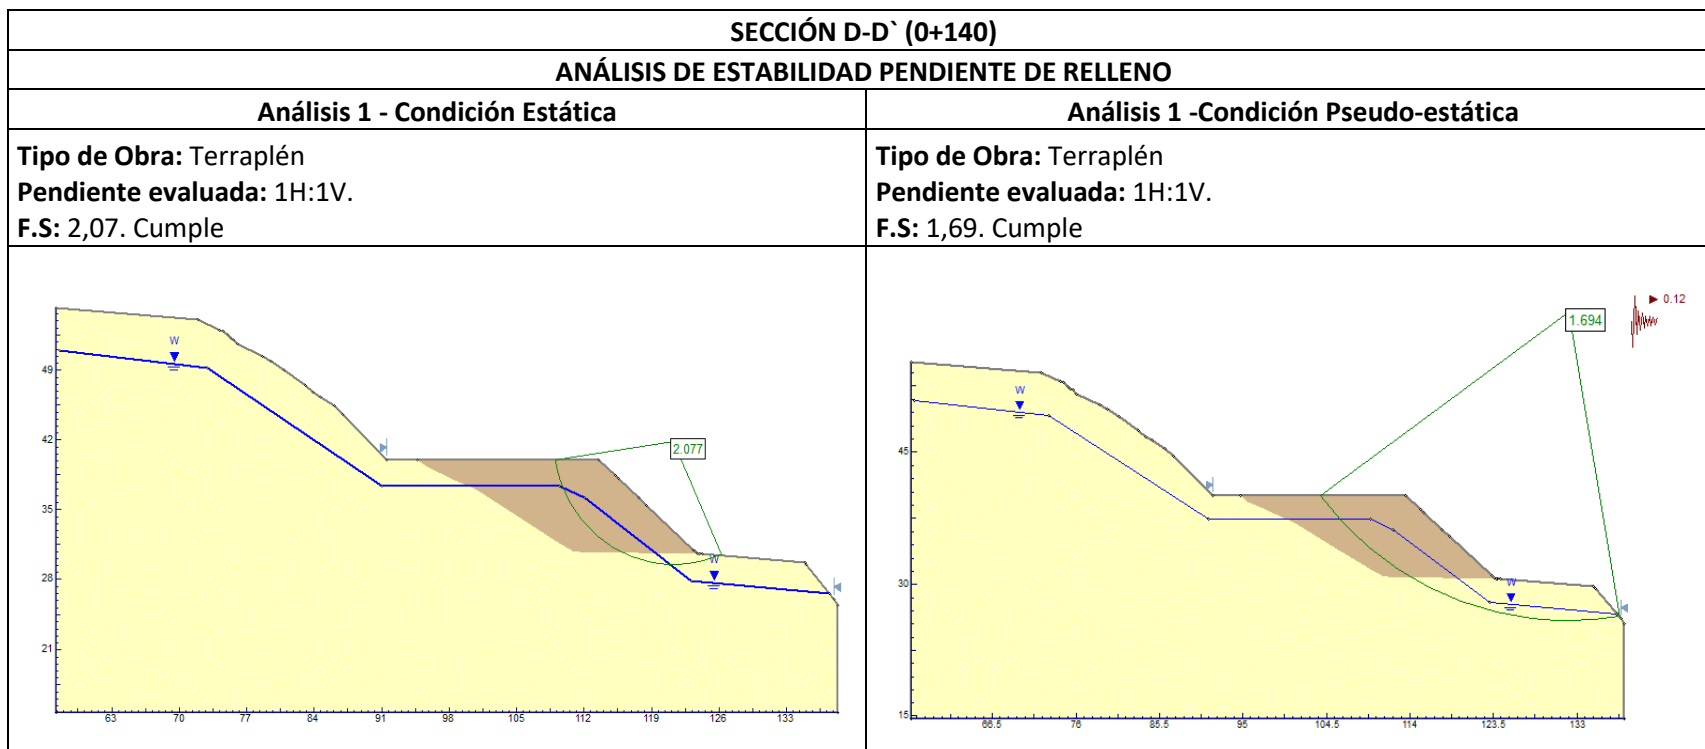 SECCIÓN D-D` (0+140)
ANÁLISIS DE ESTABILIDAD PENDIENTE DE RELLENO
Análisis 1 - Condición Estática
Análisis 1 -Condición Pseudo-estática
Tipo de Obra: Terraplén
Pendiente evaluada: 1H:1V.
F.S: 2,07. Cumple
Tipo de Obra: Terraplén
Pendiente evaluada: 1H:1V.
F.S: 1,69. Cumple
W
49
42
2.077
35
W
28
21
63 70 77 84 91 98 105 112 119 126 133
0.12
1.694
W
45
30
W
15
66.5 76 85.5 95 104.5 114 123.5 133